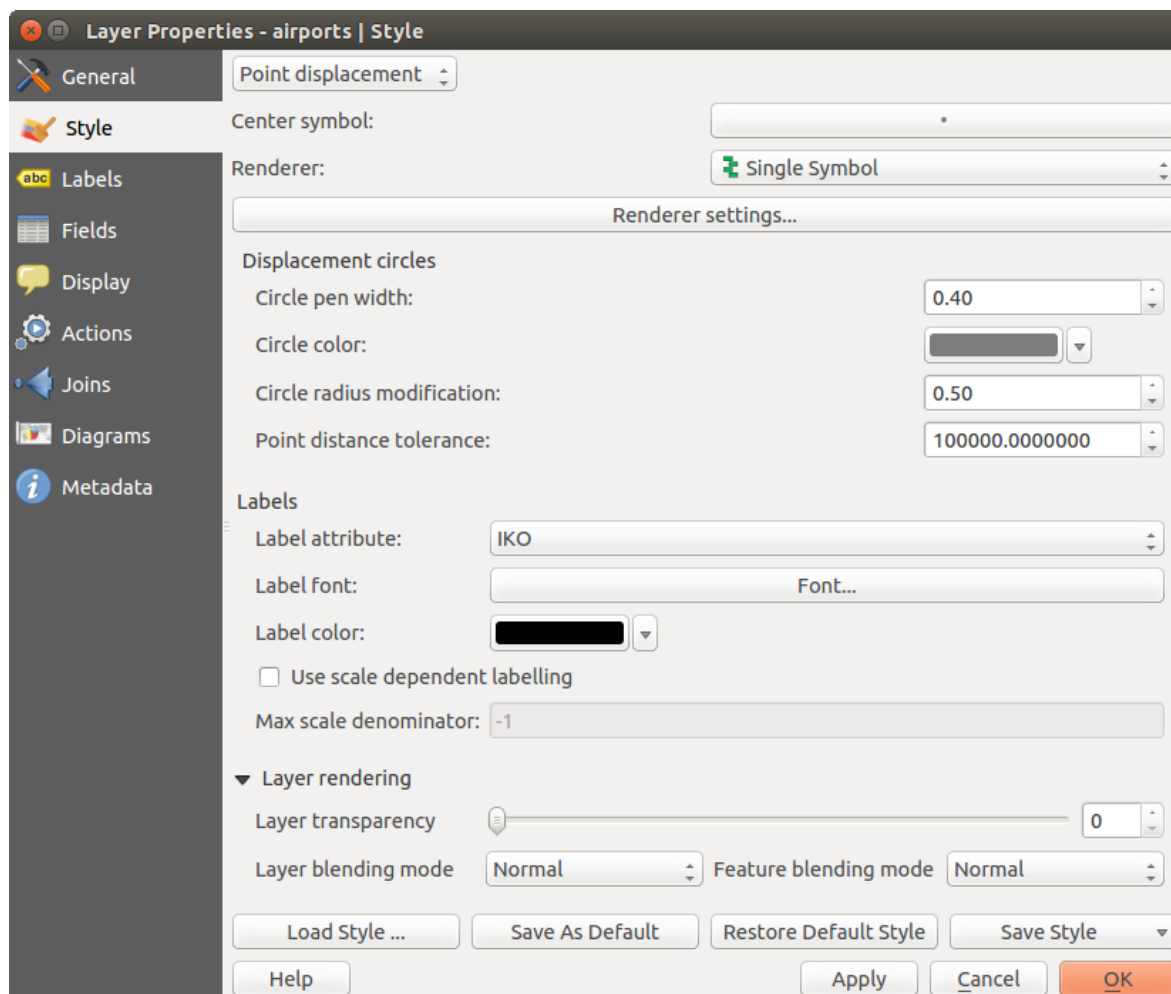 Layer Properties - airports | Style
General
Style
abc Labels
Fields
Display
Actions
Joins
Diagrams
i Metadata
Point displacement
Center symbol:
Renderer: Single Symbol
Renderer settings...
Displacement circles
Circle pen width: 0.40
Circle color:
Circle radius modification: 0.50
Point distance tolerance: 100000.0000000
Labels
Label attribute: IKO
Label font: Font...
Label color:
Use scale dependent labelling
Max scale denominator: -1
Layer rendering
Layer transparency 0
Layer blending mode Normal Feature blending mode Normal
Load Style ... Save As Default Restore Default Style Save Style
Help Apply Cancel OK